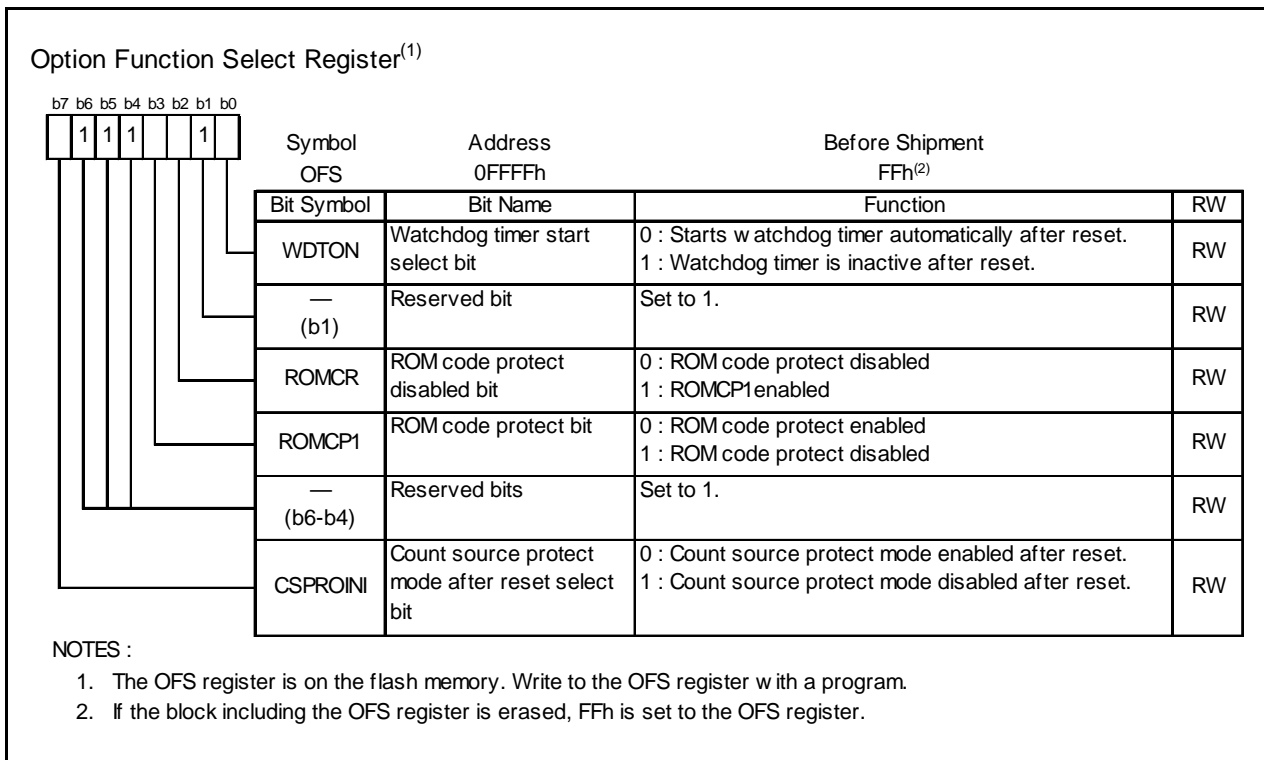 Option Function Select Register(1)
b7 b6 b5 b4 b3 b2 b1 b0
1 1 1 1
Symbol Address Before Shipment
OFS 0FFFFh FFh(2)
Bit Symbol Bit Name Function RW
WDTON Watchdog timer start select bit 0 : Starts watchdog timer automatically after reset. RW
1 : Watchdog timer is inactive after reset.
— (b1) Reserved bit Set to 1. RW
ROMCR ROM code protect disabled bit 0 : ROM code protect disabled RW
1 : ROMCP1enabled
ROMCP1 ROM code protect bit 0 : ROM code protect enabled RW
1 : ROM code protect disabled
— (b6-b4) Reserved bits Set to 1. RW
CSPROINI Count source protect mode after reset select bit 0 : Count source protect mode enabled after reset. RW
1 : Count source protect mode disabled after reset.
NOTES :
1. The OFS register is on the flash memory. Write to the OFS register with a program.
2. If the block including the OFS register is erased, FFh is set to the OFS register.